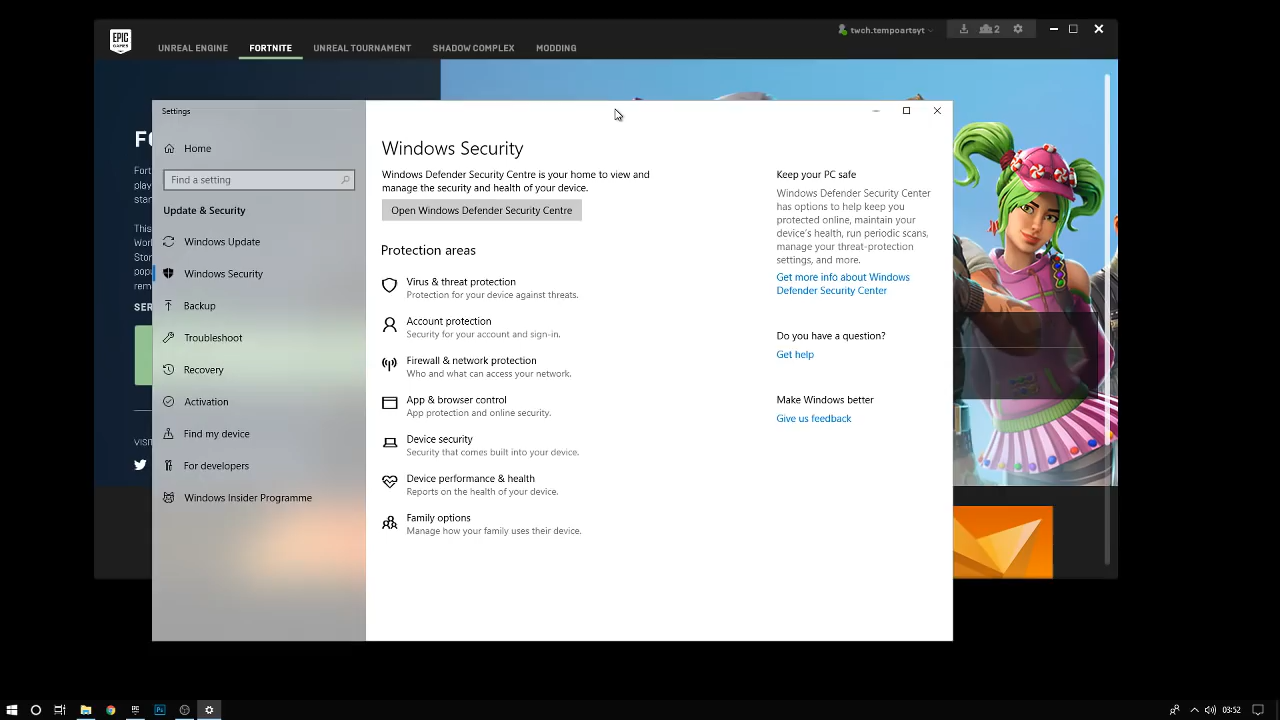 EPIC
GAMES
UNREAL ENGINE
FORTNITE
UNREAL TOURNAMENT
SHADOW COMPLEX
MODDING
twch.tempoartsyt
2
Settings
Home
Find a setting
Update & Security
Windows Update
Windows Security
Backup
Troubleshoot
Recovery
Activation
Find my device
For developers
Windows Insider Programme
Windows Security
Windows Defender Security Centre is your home to view and
manage the security and health of your device.
Open Windows Defender Security Centre
Protection areas
Virus & threat protection
Protection for your device against threats.
Account protection
Security for your account and sign-in.
Firewall & network protection
Who and what can access your network.
App & browser control
App protection and online security.
Device security
Security that comes built into your device.
Device performance & health
Reports on the health of your device.
Family options
Manage how your family uses their device.
Keep your PC safe
Windows Defender Security Center
has options to help keep you
protected online, maintain your
device's health, run periodic scans,
manage your threat-protection
settings, and more.
Get more info about Windows
Defender Security Center
Do you have a question?
Get help
Make Windows better
Give us feedback
Ps
03:52